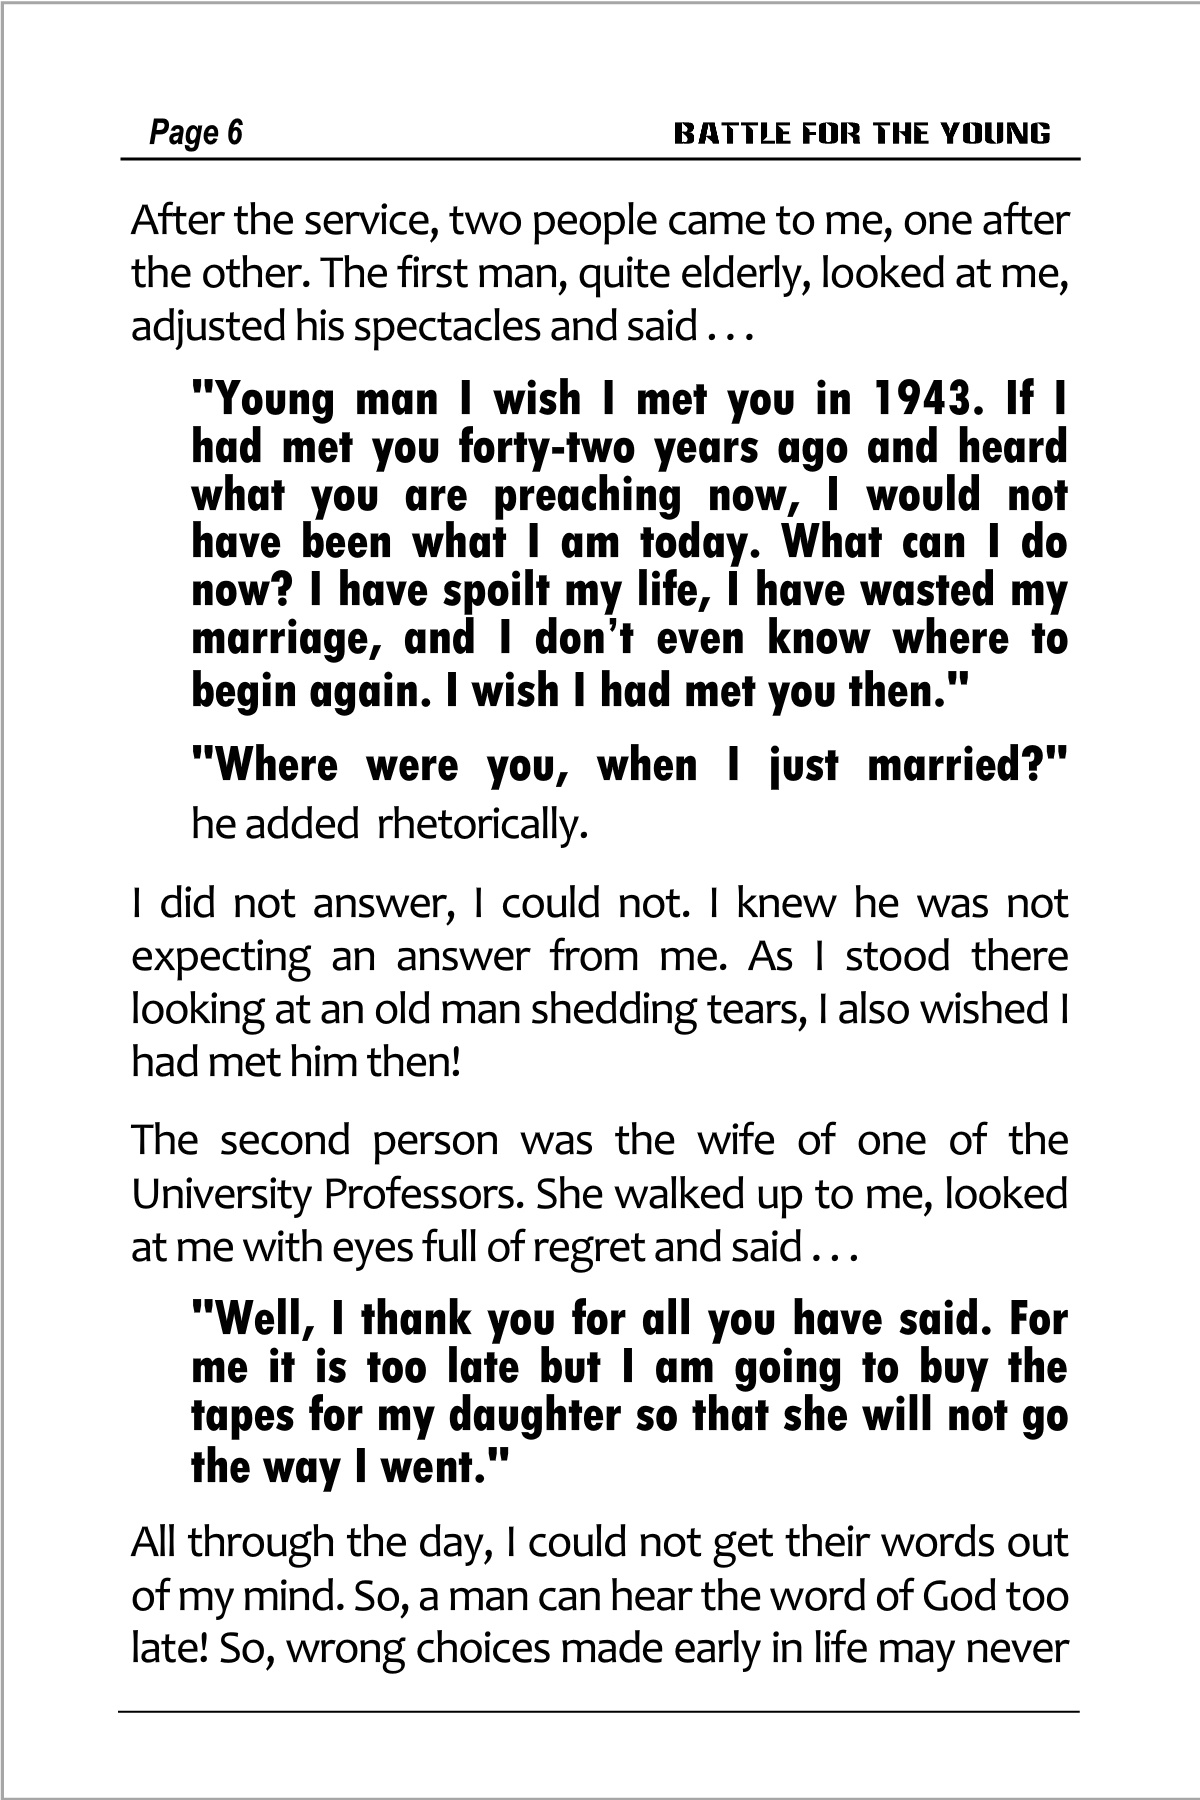 Page 6 BATTLE FOR THE YOUNG
After the service, two people came to me, one after
the other. The first man, quite elderly, looked at me,
adjusted his spectacles and said . . .
"Young man I wish I met you in 1943. If I
had met you forty-two years ago and heard
what you are preaching now, I would not
have been what I am today. What can I do
now? I have spoilt my life, I have wasted my
marriage, and I don’t even know where to
begin again. I wish I had met you then."
"Where were you, when I just married?"
he added rhetorically.
I did not answer, I could not. I knew he was not
expecting an answer from me. As I stood there
looking at an old man shedding tears, I also wished I
had met him then!
The second person was the wife of one of the
University Professors. She walked up to me, looked
at me with eyes full of regret and said . . .
"Well, I thank you for all you have said. For
me it is too late but I am going to buy the
tapes for my daughter so that she will not go
the way I went."
All through the day, I could not get their words out
of my mind. So, a man can hear the word of God too
late! So, wrong choices made early in life may never